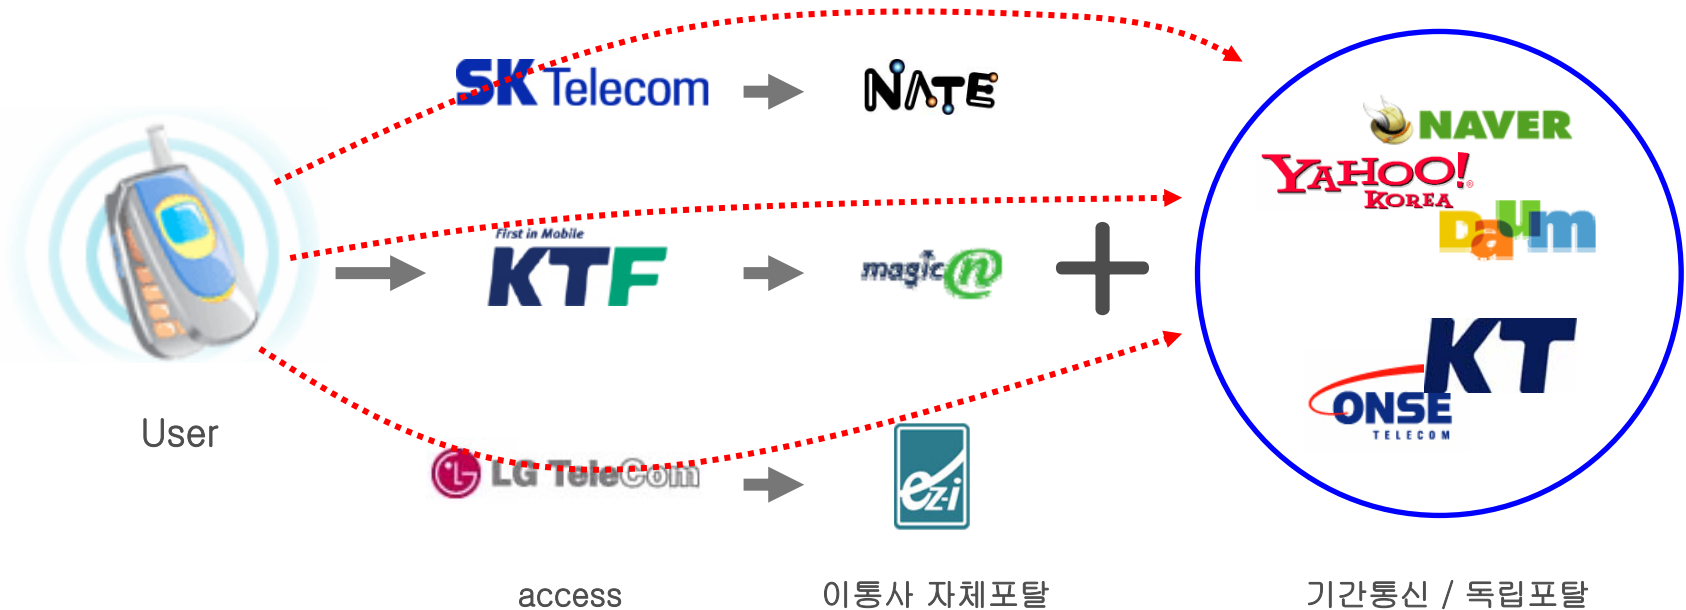 SK Telecom
NATE
NAVER
YAHOO!
KOREA
Daum
First in Mobile
KTF
magicⓝ
KT
ONSE
TELECOM
User
LG TeleCom
ez-i
access
이통사 자체포탈
기간통신 / 독립포탈